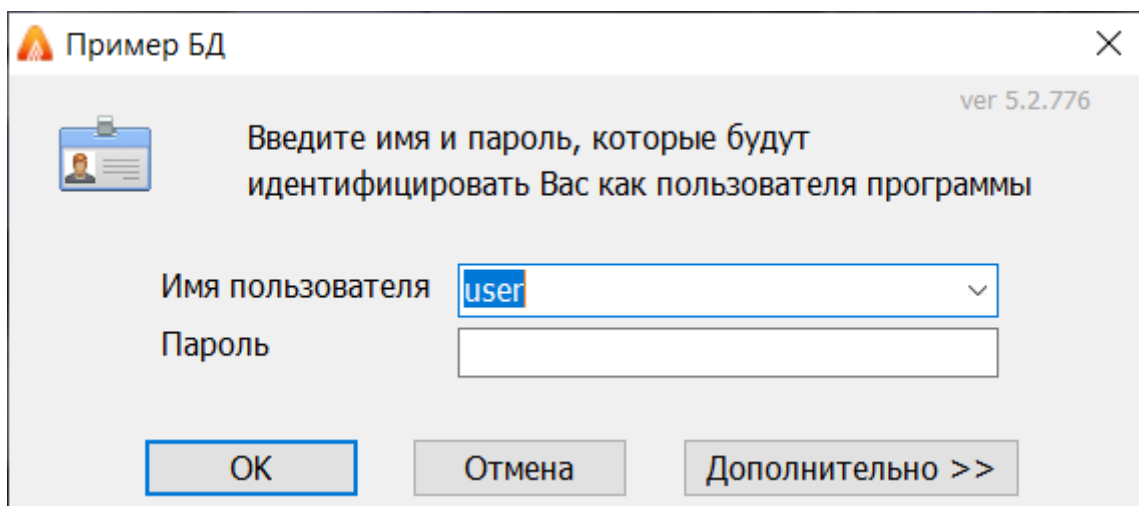 Пример БД
ver 5.2.776
Введите имя и пароль, которые будут
идентифицировать Вас как пользователя программы
Имя пользователя user
Пароль
OK Отмена Дополнительно >>